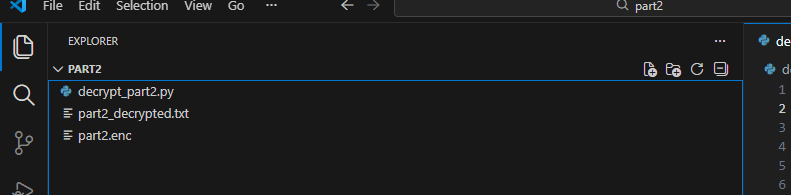 File Edit Selection View Go ... part2
EXPLORER ...
PART2
decrypt_part2.py
part2_decrypted.txt
part2.enc
de
d
1
2
3
4
5
6